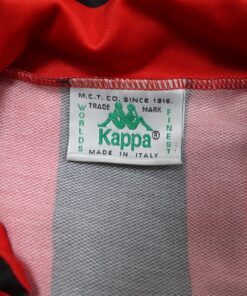 M.C.T. CO. SINCE 1916.
TRADE MARK
WORLDS
FINEST
Kappa®
MADE IN ITALY